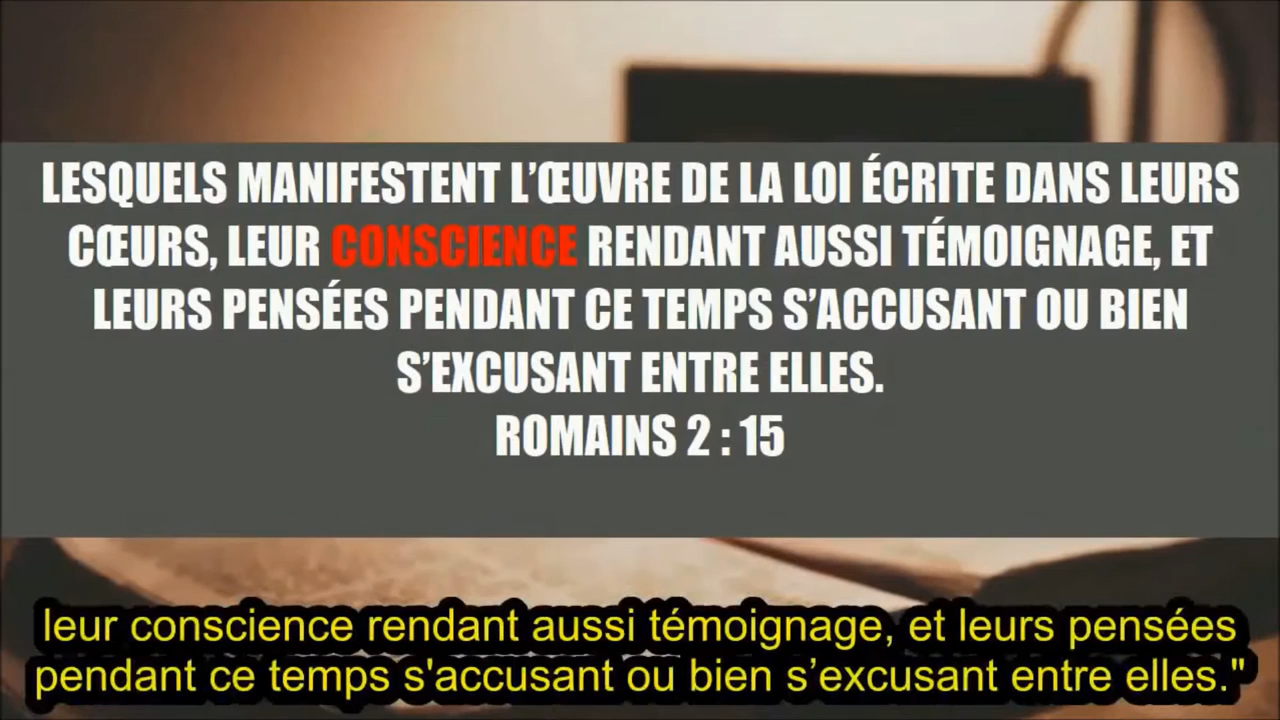 LESQUELS MANIFESTENT L’ŒUVRE DE LA LOI ÉCRITE DANS LEURS
CŒURS, LEUR CONSCIENCE RENDANT AUSSI TÉMOIGNAGE, ET
LEURS PENSÉES PENDANT CE TEMPS S’ACCUSANT OU BIEN
S’EXCUSANT ENTRE ELLES.
ROMAINS 2 : 15
leur conscience rendant aussi témoignage, et leurs pensées
pendant ce temps s'accusant ou bien s’excusant entre elles."